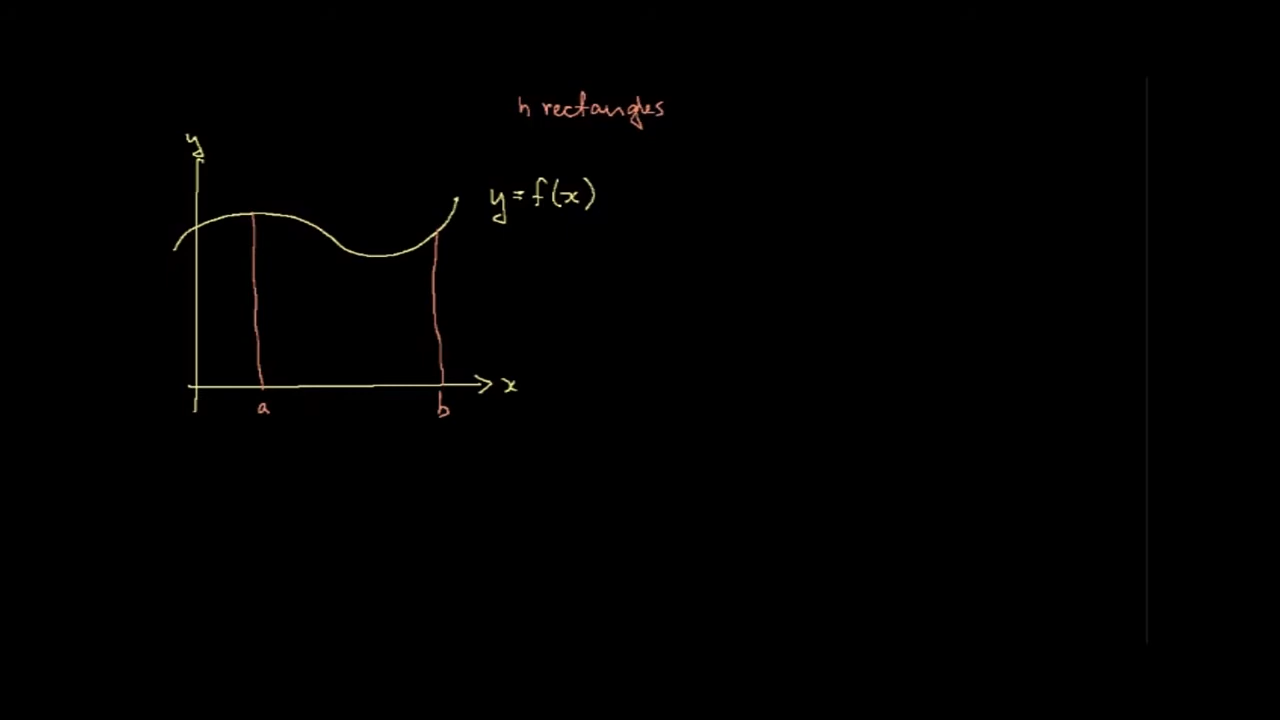 n rectangles
y
y = f(x)
x
a
b